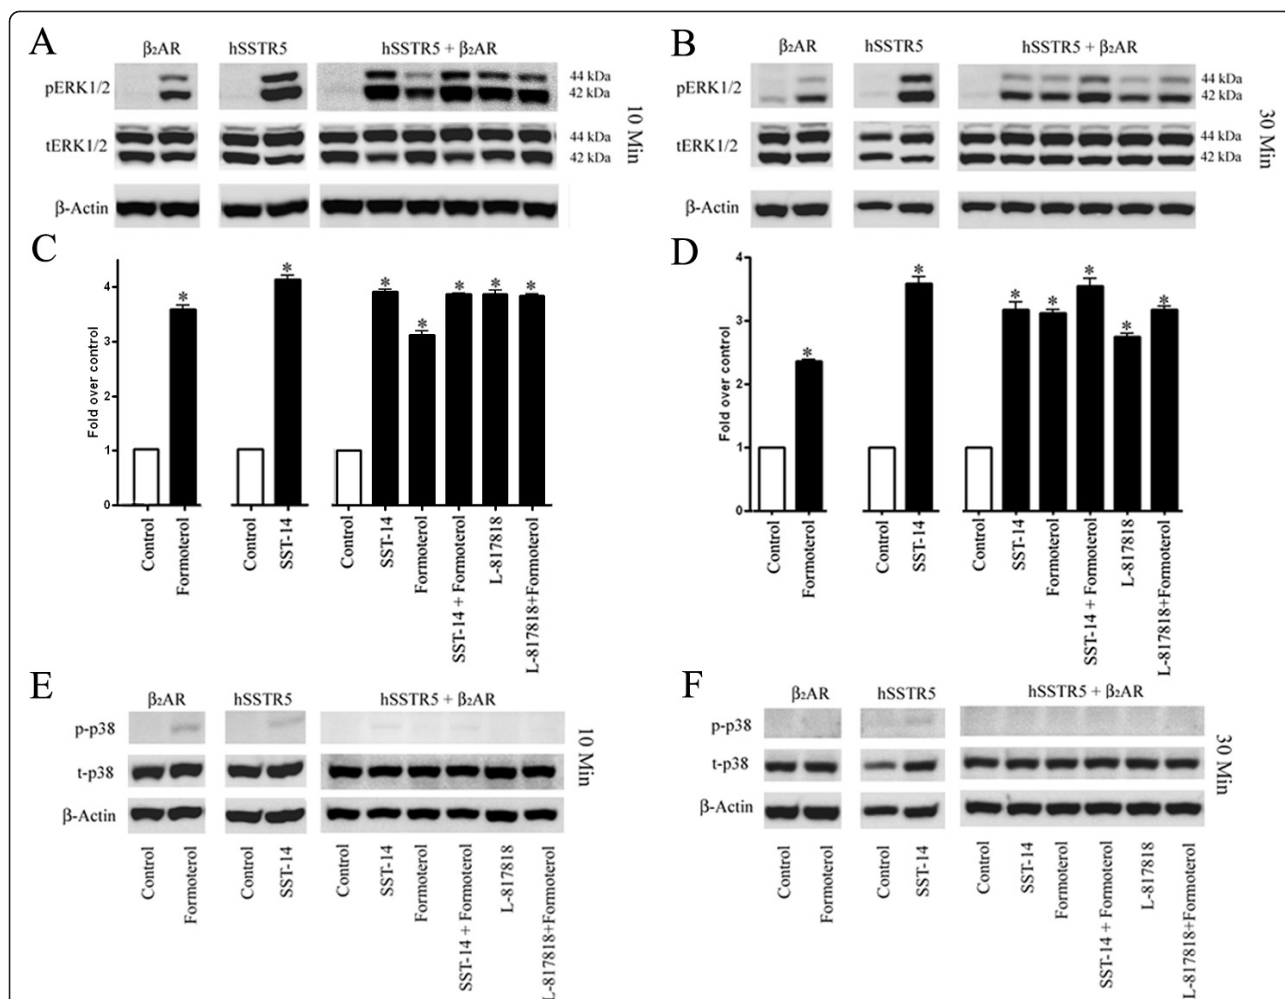 A
β₂AR hSSTR5 hSSTR5 + β₂AR
pERK1/2 44 kDa
42 kDa
tERK1/2 44 kDa
42 kDa
β-Actin
10 Min
B
β₂AR hSSTR5 hSSTR5 + β₂AR
pERK1/2 44 kDa
42 kDa
tERK1/2 44 kDa
42 kDa
β-Actin
30 Min
C
Fold over control
4
3
2
1
0
* * * * * * *
Control
Formoterol
Control
SST-14
Control
SST-14
Formoterol
SST-14 + Formoterol
L-817818
L-817818+Formoterol
D
Fold over control
4
3
2
1
0
* * * * * * *
Control
Formoterol
Control
SST-14
Control
SST-14
Formoterol
SST-14 + Formoterol
L-817818
L-817818+Formoterol
E
β₂AR hSSTR5 hSSTR5 + β₂AR
p-p38
t-p38
β-Actin
10 Min
Control
Formoterol
Control
SST-14
Control
SST-14
Formoterol
SST-14 + Formoterol
L-817818
L-817818+Formoterol
F
β₂AR hSSTR5 hSSTR5 + β₂AR
p-p38
t-p38
β-Actin
30 Min
Control
Formoterol
Control
SST-14
Control
SST-14
Formoterol
SST-14 + Formoterol
L-817818
L-817818+Formoterol